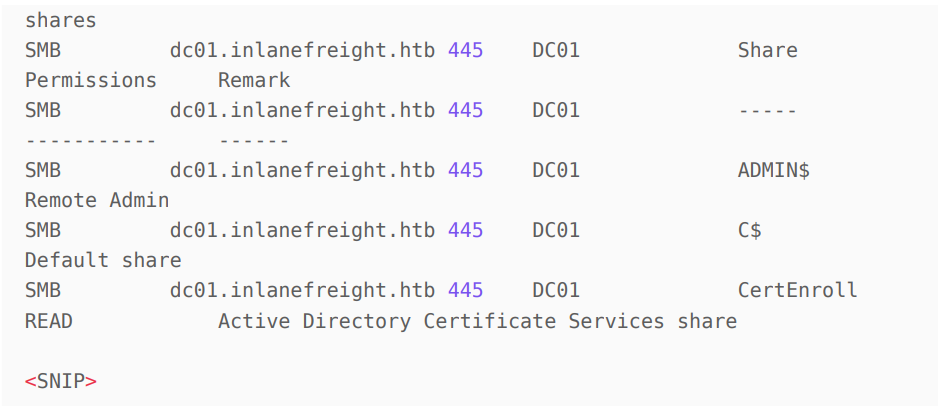 shares
SMB dc01.inlanefreight.htb 445 DC01 Share
Permissions Remark
SMB dc01.inlanefreight.htb 445 DC01 -----
----------- ------
SMB dc01.inlanefreight.htb 445 DC01 ADMIN$
Remote Admin
SMB dc01.inlanefreight.htb 445 DC01 C$
Default share
SMB dc01.inlanefreight.htb 445 DC01 CertEnroll
READ Active Directory Certificate Services share
<SNIP>